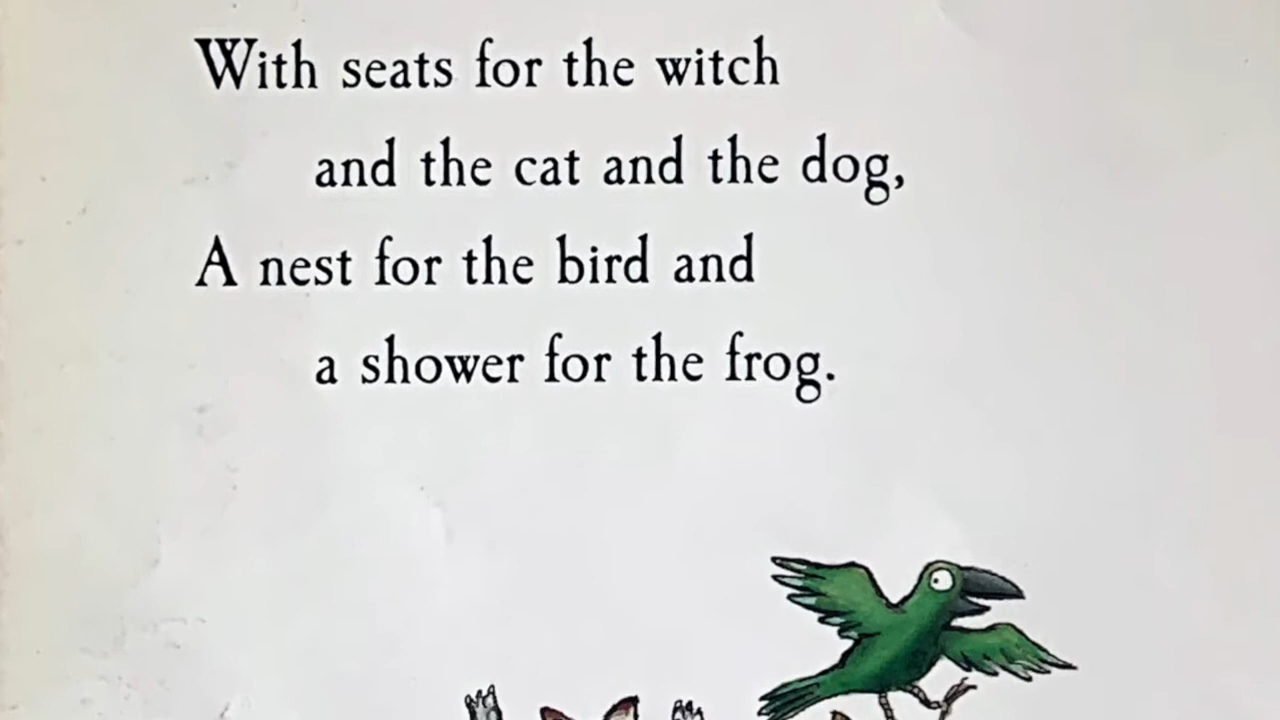 With seats for the witch
and the cat and the dog,
A nest for the bird and
a shower for the frog.